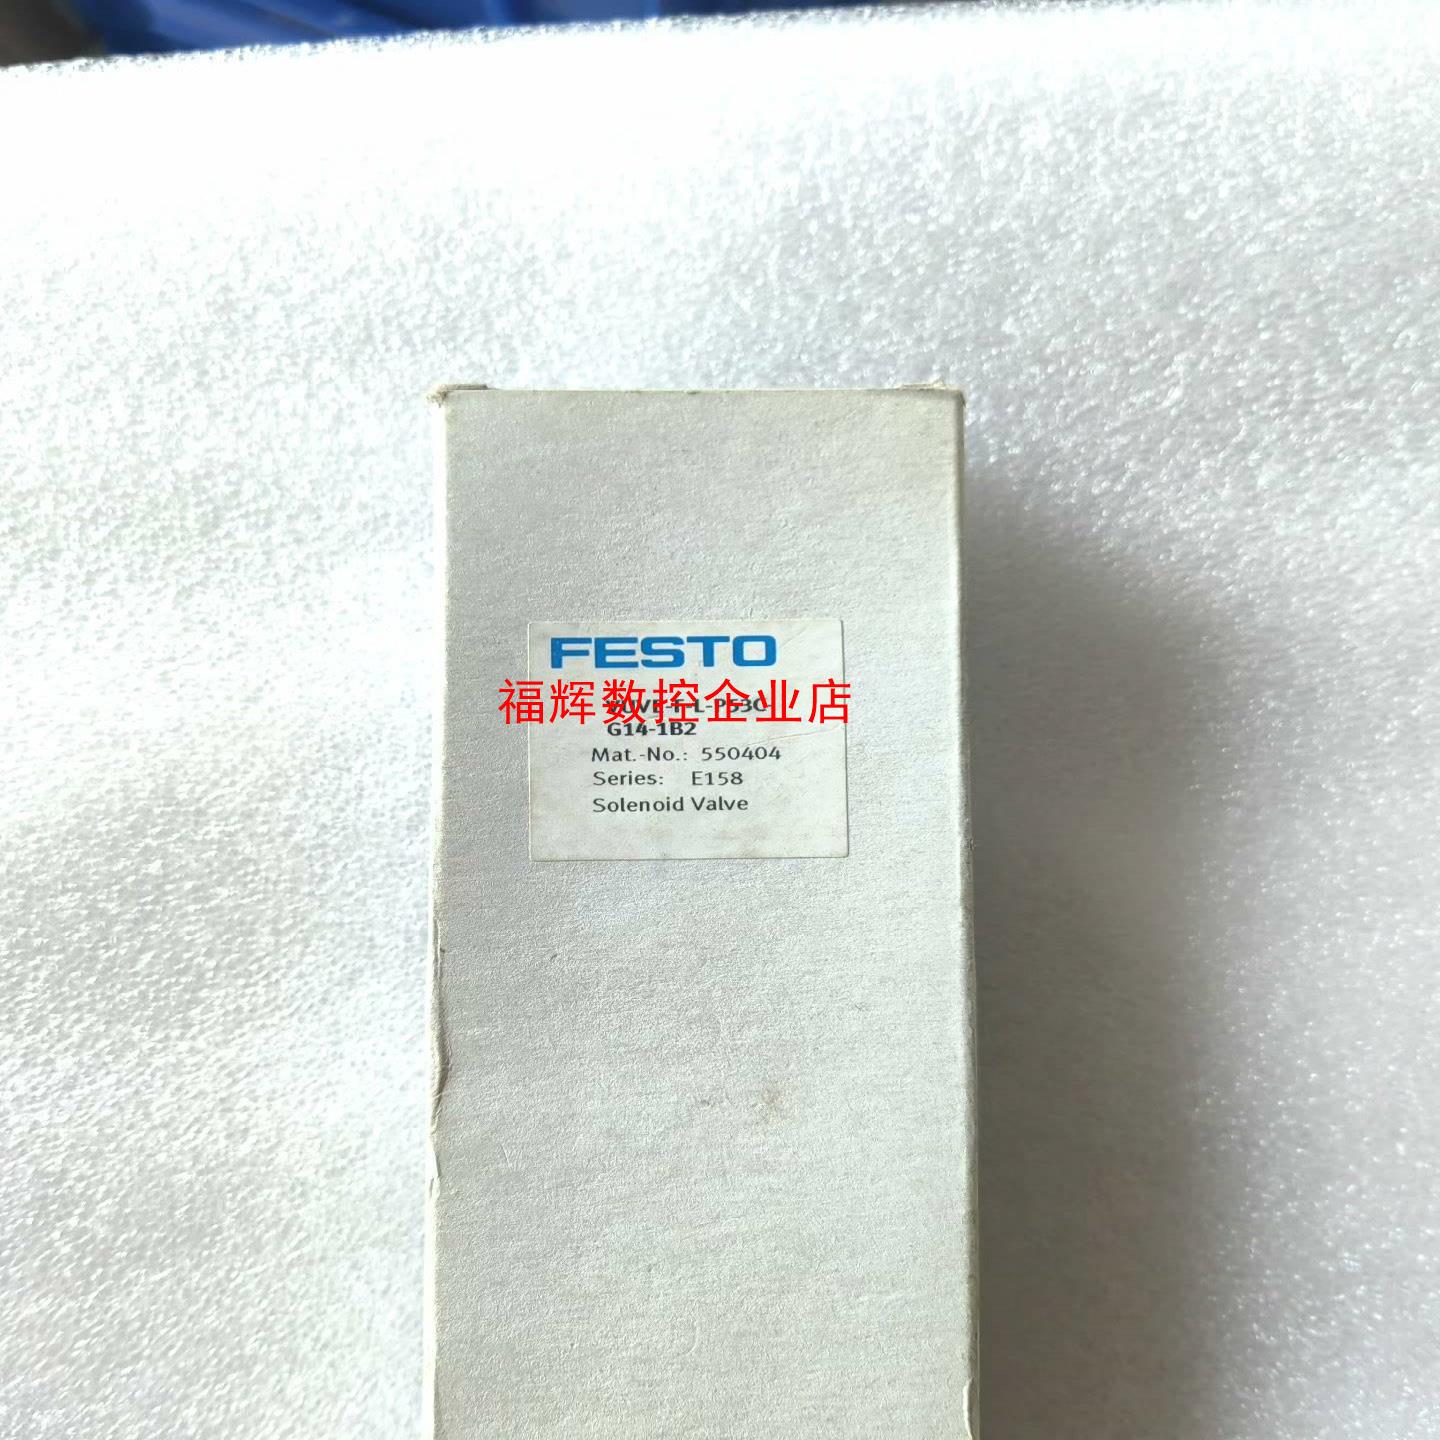 FESTO
福辉数控企业店
G14-1B2
Mat.-No.: 550404
Series: E158
Solenoid Valve